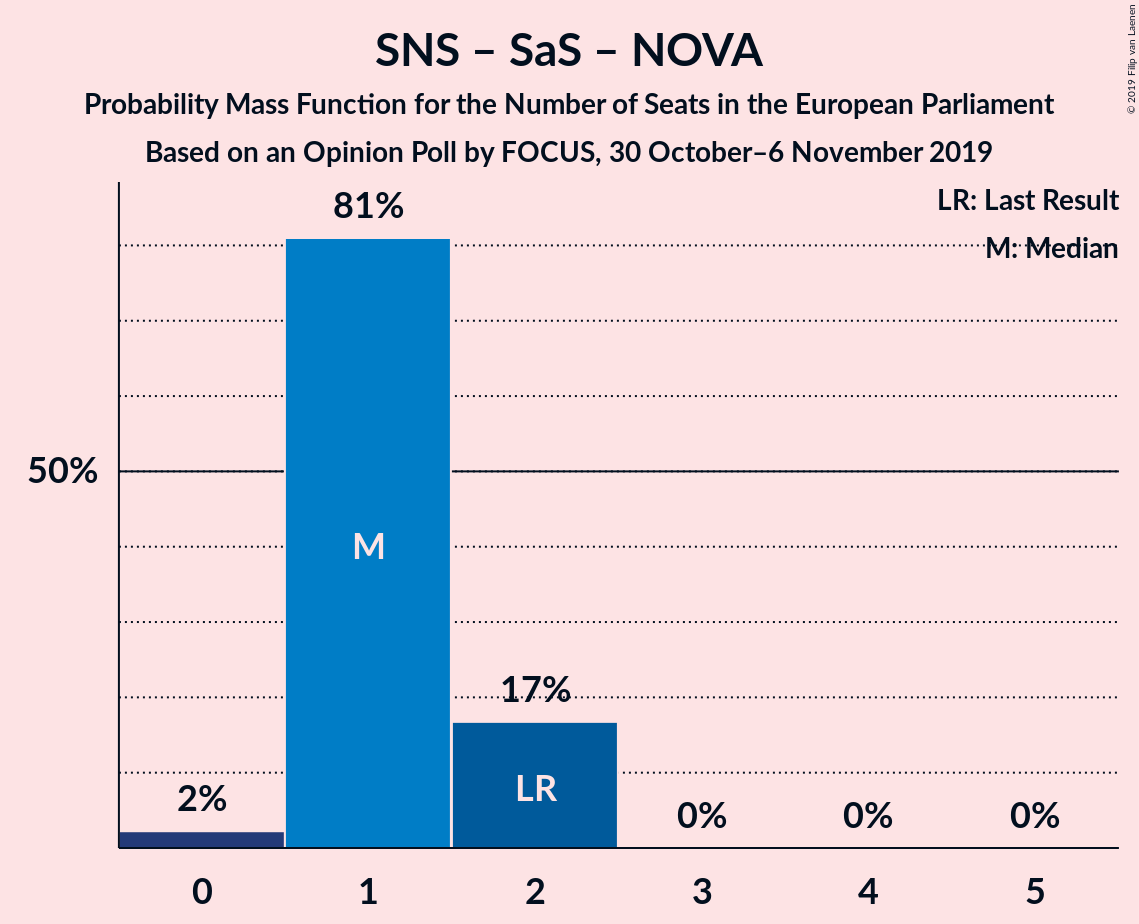 SNS – SaS – NOVA
Probability Mass Function for the Number of Seats in the European Parliament
Based on an Opinion Poll by FOCUS, 30 October–6 November 2019
© 2019 Filip van Laenen
LR: Last Result
M: Median
81%
50%
M
17%
LR
2%
0%
0%
0%
0
1
2
3
4
5